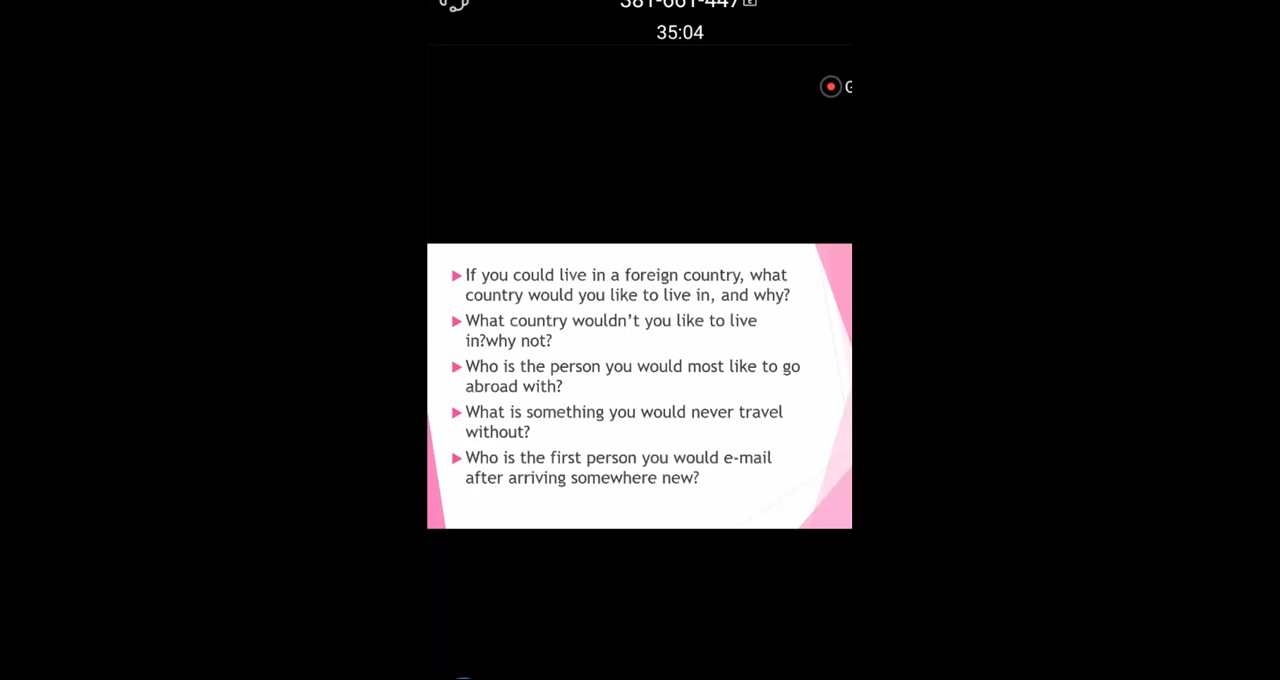 35:04
If you could live in a foreign country, what
country would you like to live in, and why?
What country wouldn't you like to live
in?why not?
Who is the person you would most like to go
abroad with?
What is something you would never travel
without?
Who is the first person you would e-mail
after arriving somewhere new?